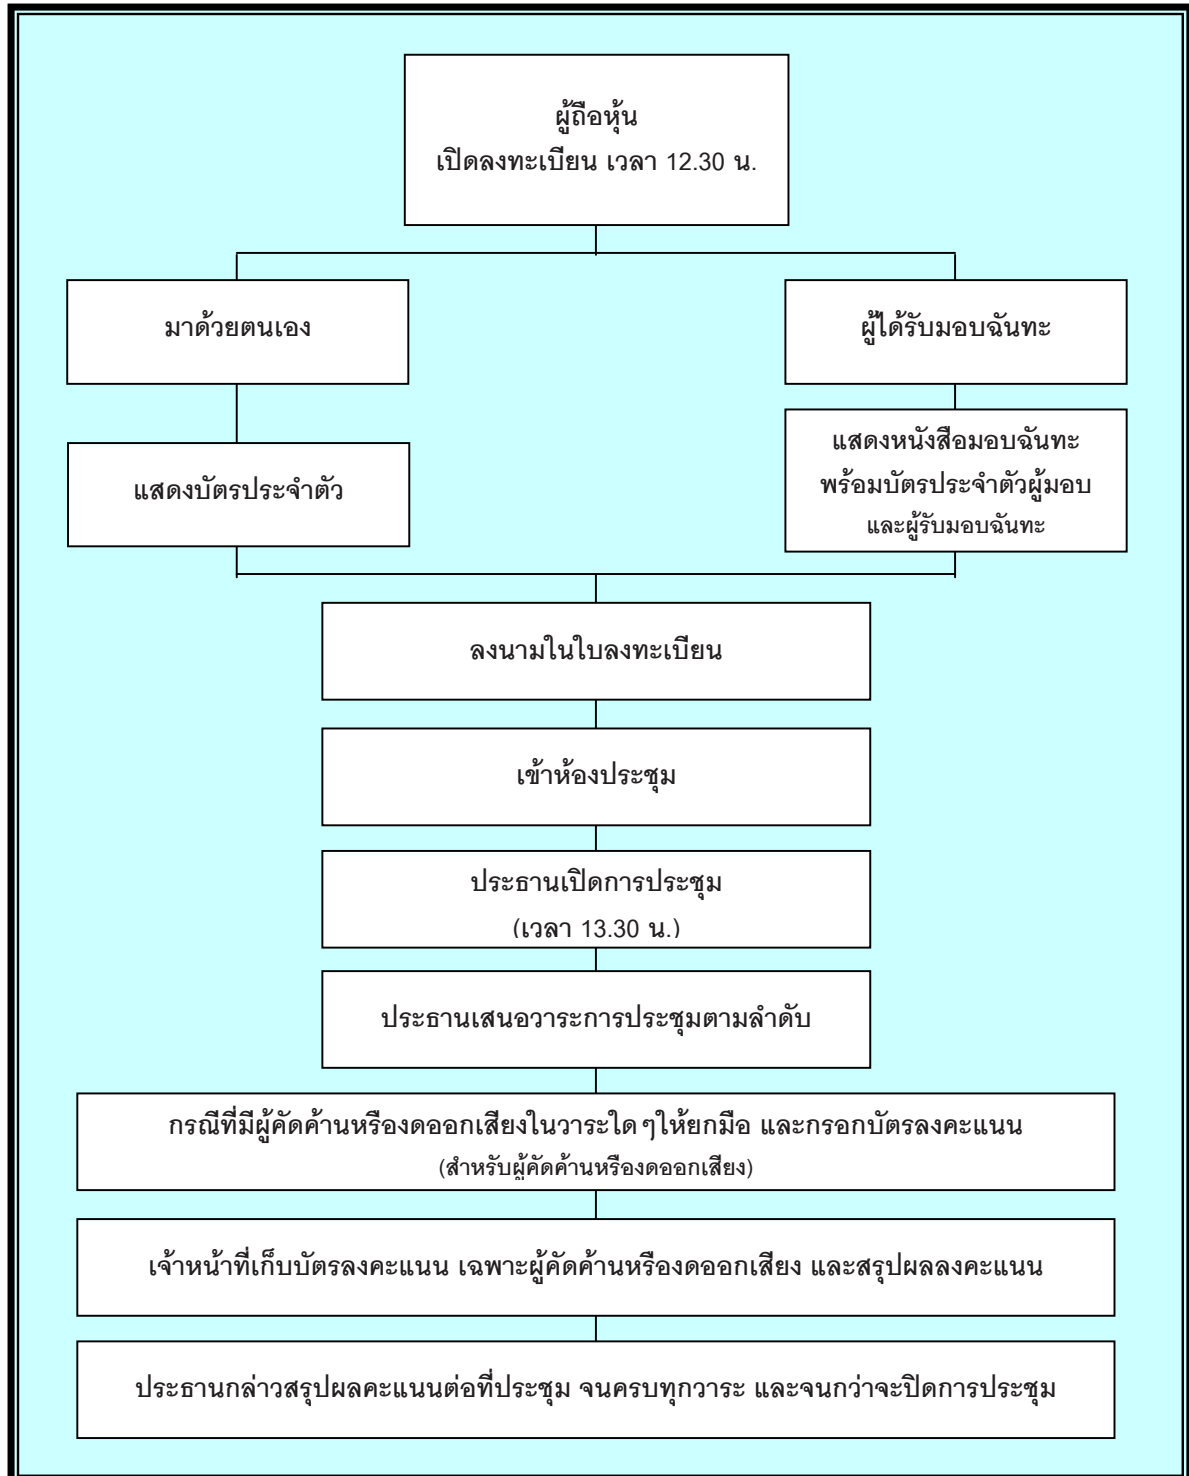 ผู้ถือหุ้น
เปิดลงทะเบียน เวลา 12.30 น.
มาด้วยตนเอง
ผู้ได้รับมอบฉันทะ
แสดงบัตรประจำตัว
แสดงหนังสือมอบฉันทะ
พร้อมบัตรประจำตัวผู้มอบ
และผู้รับมอบฉันทะ
ลงนามในใบลงทะเบียน
เข้าห้องประชุม
ประธานเปิดการประชุม
(เวลา 13.30 น.)
ประธานเสนอวาระการประชุมตามลำดับ
กรณีที่มีผู้คัดค้านหรืองดออกเสียงในวาระใด ๆให้ยกมือ และกรอกบัตรลงคะแนน
(สำหรับผู้คัดค้านหรืองดออกเสียง)
เจ้าหน้าที่เก็บบัตรลงคะแนน เฉพาะผู้คัดค้านหรืองดออกเสียง และสรุปผลลงคะแนน
ประธานกล่าวสรุปผลคะแนนต่อที่ประชุม จนครบทุกวาระ และจนกว่าจะปิดการประชุม